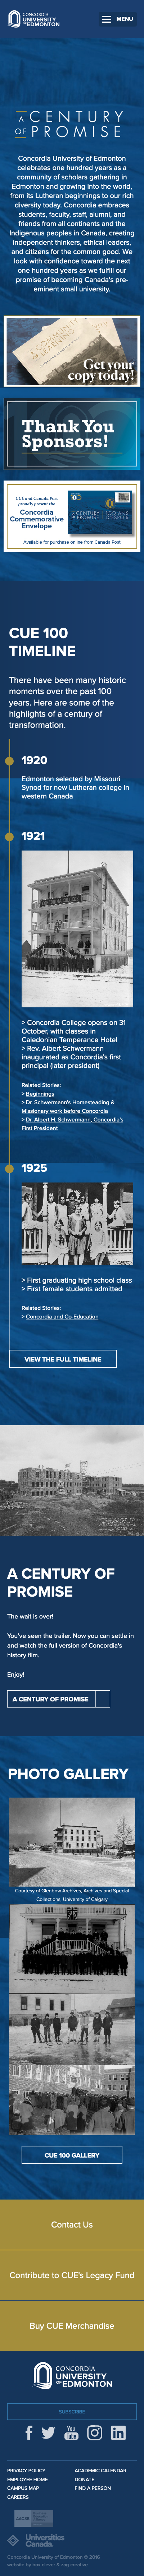 CONCORDIA
UNIVERSITY
OF EDMONTON
MENU
A CENTURY
OF PROMISE
Concordia University of Edmonton
celebrates one hundred years as a
community of scholars gathering in
Edmonton and growing into the world,
from its Lutheran beginnings to our rich
diversity today. Concordia embraces
students, faculty, staff, alumni, and
friends from all continents and the
Indigenous peoples in Canada, creating
independent thinkers, ethical leaders,
and citizens for the common good. We
look with confidence toward the next
one hundred years as we fulfill our
promise of becoming Canada's pre-
eminent small university.
Get your
copy today!
Thank You
Sponsors!
CUE and Canada Post
proudly present the
Concordia
Commemorative
Envelope
A CENTURY OF PROMISE
100 ANS D'ESPOIR
Available for purchase online from Canada Post
CUE 100
TIMELINE
There have been many historic
moments over the past 100
years. Here are some of the
highlights of a century of
transformation.
1920
Edmonton selected by Missouri
Synod for new Lutheran college in
western Canada
1921
> Concordia College opens on 31
October, with classes in
Caledonian Temperance Hotel
> Rev. Albert Schwermann
inaugurated as Concordia's first
principal (later president)
Related Stories:
> Beginnings
> Dr. Schwermann's Homesteading &
Missionary work before Concordia
> Dr. Albert H. Schwermann, Concordia's
First President
1925
> First graduating high school class
> First female students admitted
Related Stories:
> Concordia and Co-Education
VIEW THE FULL TIMELINE
A CENTURY OF
PROMISE
The wait is over!
You've seen the trailer. Now you can settle in
and watch the full version of Concordia's
history film.
Enjoy!
A CENTURY OF PROMISE
PHOTO GALLERY
Courtesy of Glenbow Archives, Archives and Special
Collections, University of Calgary
CUE 100 GALLERY
Contact Us
Contribute to CUE's Legacy Fund
Buy CUE Merchandise
CONCORDIA
UNIVERSITY
OF EDMONTON
SUBSCRIBE
PRIVACY POLICY
EMPLOYEE HOME
CAMPUS MAP
CAREERS
ACADEMIC CALENDAR
DONATE
FIND A PERSON
Universities
Canada.
Concordia University of Edmonton © 2016
website by box clever & zag creative